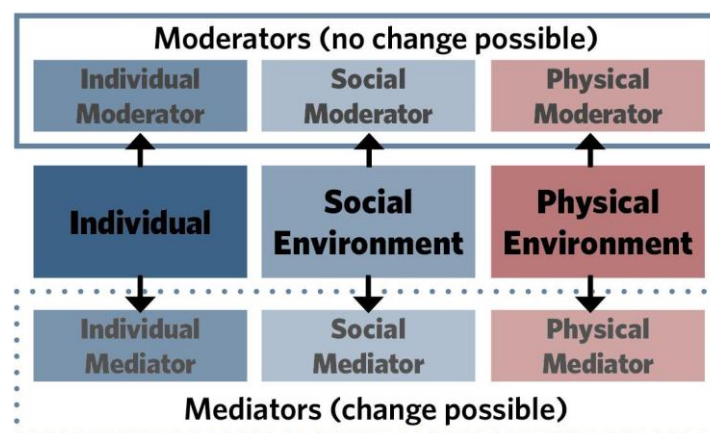 Moderators (no change possible)
Individual Moderator
Social Moderator
Physical Moderator
Individual
Social Environment
Physical Environment
Individual Mediator
Social Mediator
Physical Mediator
Mediators (change possible)